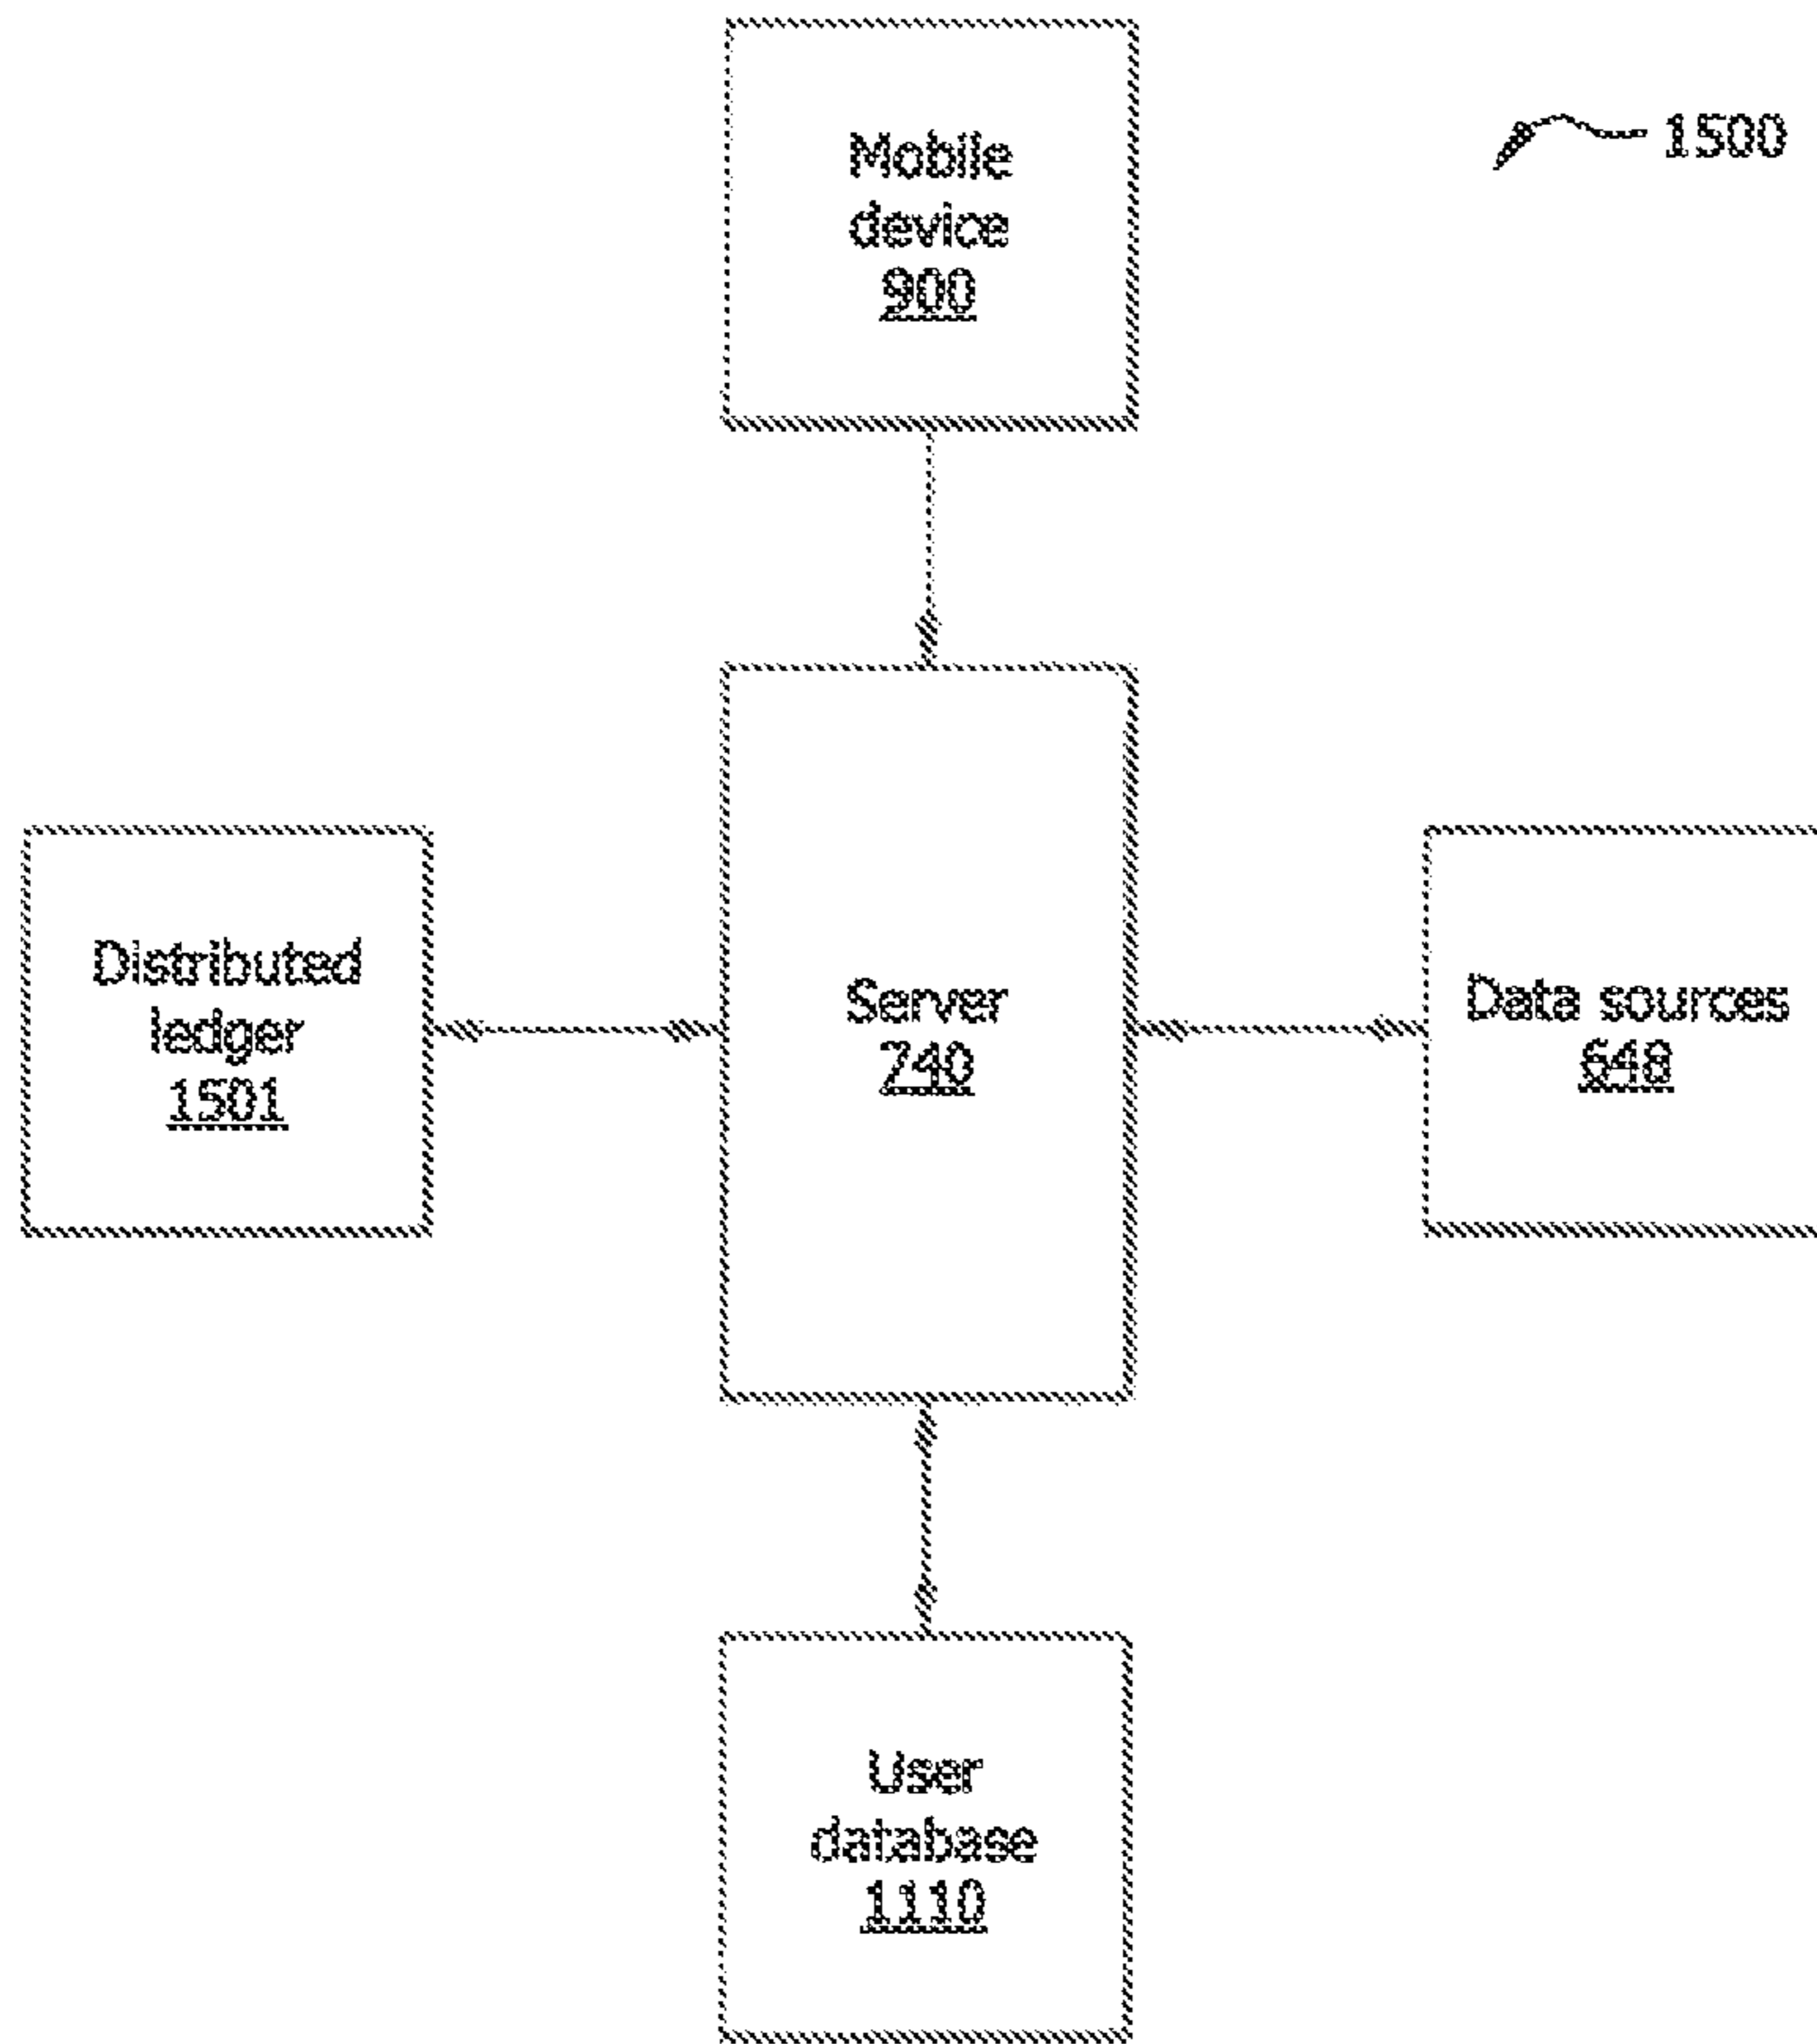 Mobile
device
900
1500
Distributed
ledger
1501
Server
740
Data sources
648
User
database
1110